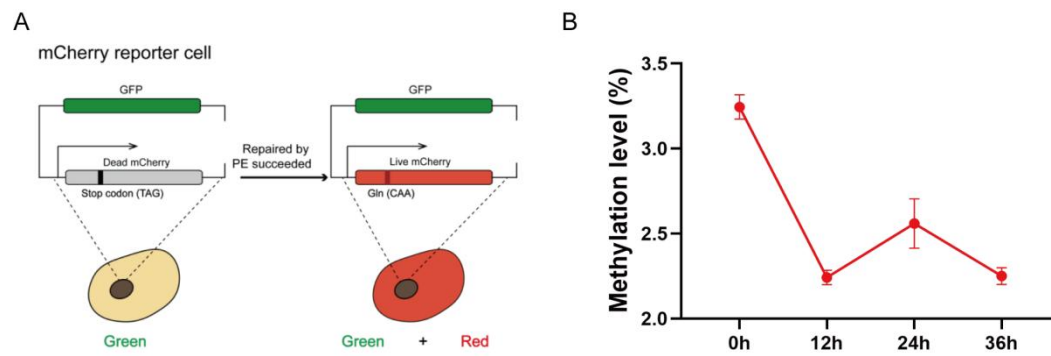 A
mCherry reporter cell
GFP
Dead mCherry
Stop codon (TAG)
Repaired by
PE succeeded
GFP
Live mCherry
Gln (CAA)
Green
Green + Red
B
Methylation level (%)
3.5
3.0
2.5
2.0
0h 12h 24h 36h